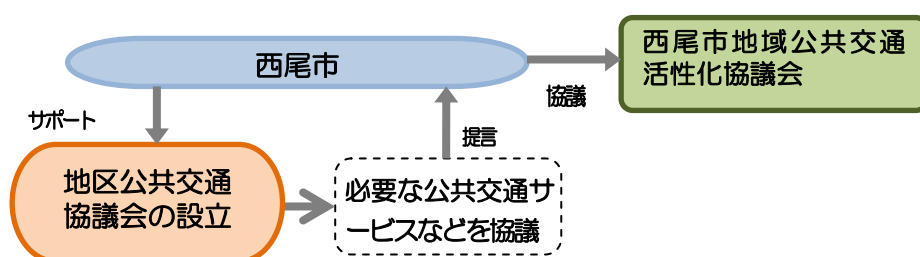 西尾市
西尾市地域公共交通
活性化協議会
協議
サポート
提言
地区公共交通
協議会の設立
必要な公共交通サ
ービスなどを協議